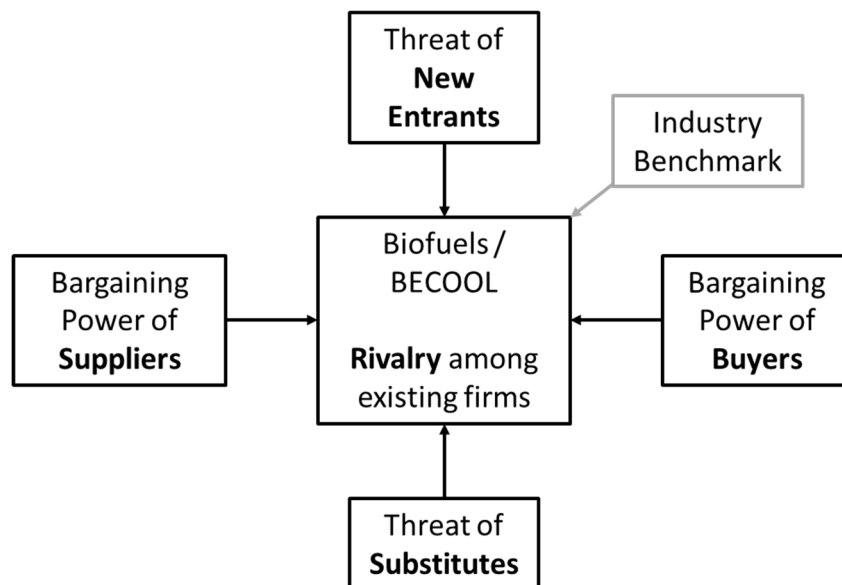 Threat of
New
Entrants
Industry
Benchmark
Biofuels /
BECOOL
Rivalry among
existing firms
Bargaining
Power of
Suppliers
Bargaining
Power of
Buyers
Threat of
Substitutes